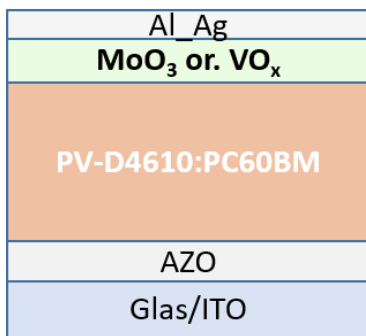 Al_Ag
MoO₃ or. VOₓ
PV-D4610:PC60BM
AZO
Glas/ITO